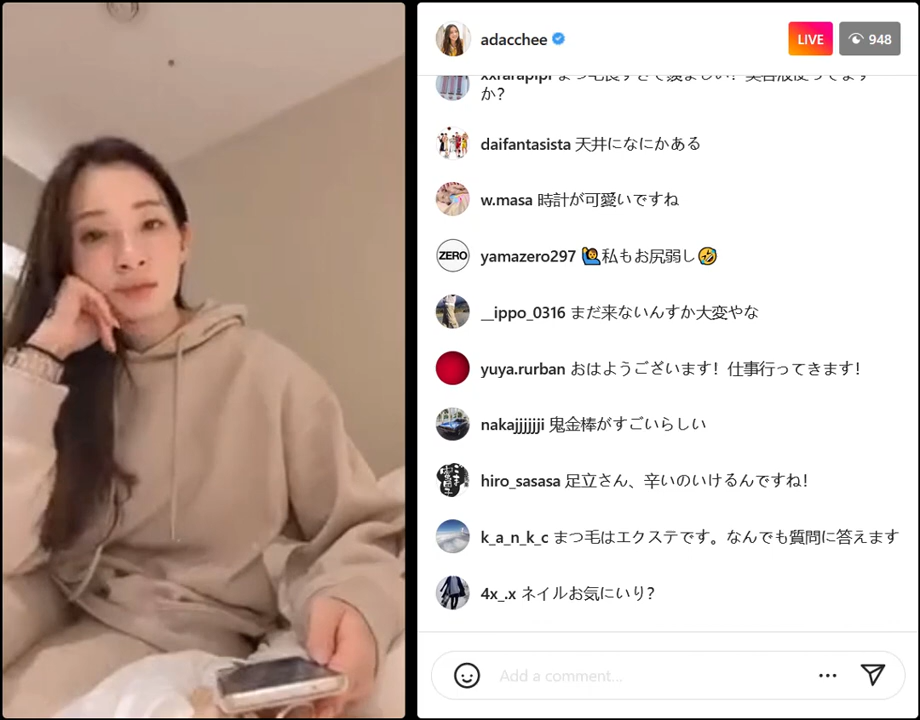 adacchee
LIVE
948
か?
daifantasista 天井になにかある
w.masa 時計が可愛いですね
ZERO
yamazero297 🙋私もお尻弱し🤣
__ippo_0316 まだ来ないんすか大変やな
yuya.rurban おはようございます！仕事行ってきます！
nakajjjjjji 鬼金棒がすごいらしい
hiro_sasasa 足立さん、辛いのいけるんですね！
k_a_n_k_c まつ毛はエクステです。なんでも質問に答えます
4x_.x ネイルお気にいり？
Add a comment...